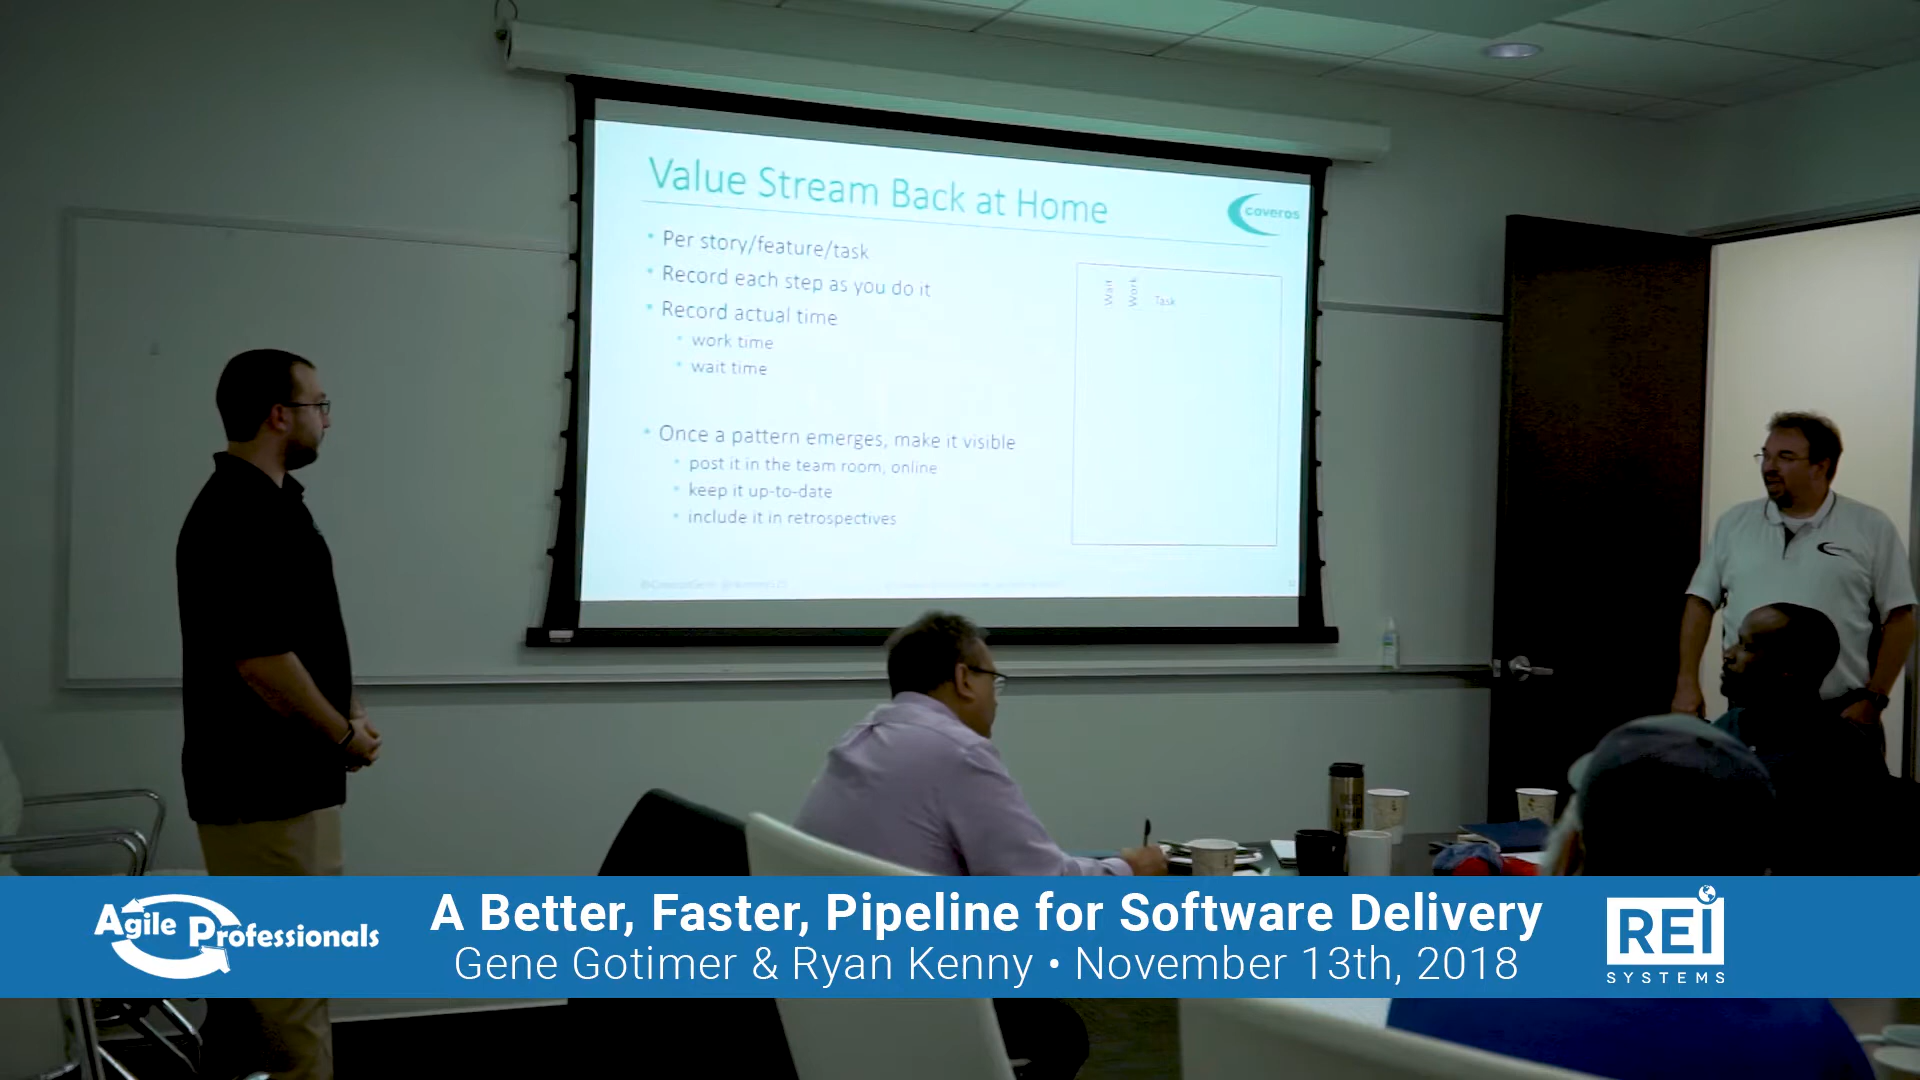 Value Stream Back at Home
coveros
• Per story/feature/task
• Record each step as you do it
• Record actual time
• work time
• wait time
• Once a pattern emerges, make it visible
• post it in the team room, online
• keep it up-to-date
• include it in retrospectives
Wait
Work
Task
Agile Professionals
A Better, Faster, Pipeline for Software Delivery
Gene Gotimer & Ryan Kenny • November 13th, 2018
REI
SYSTEMS